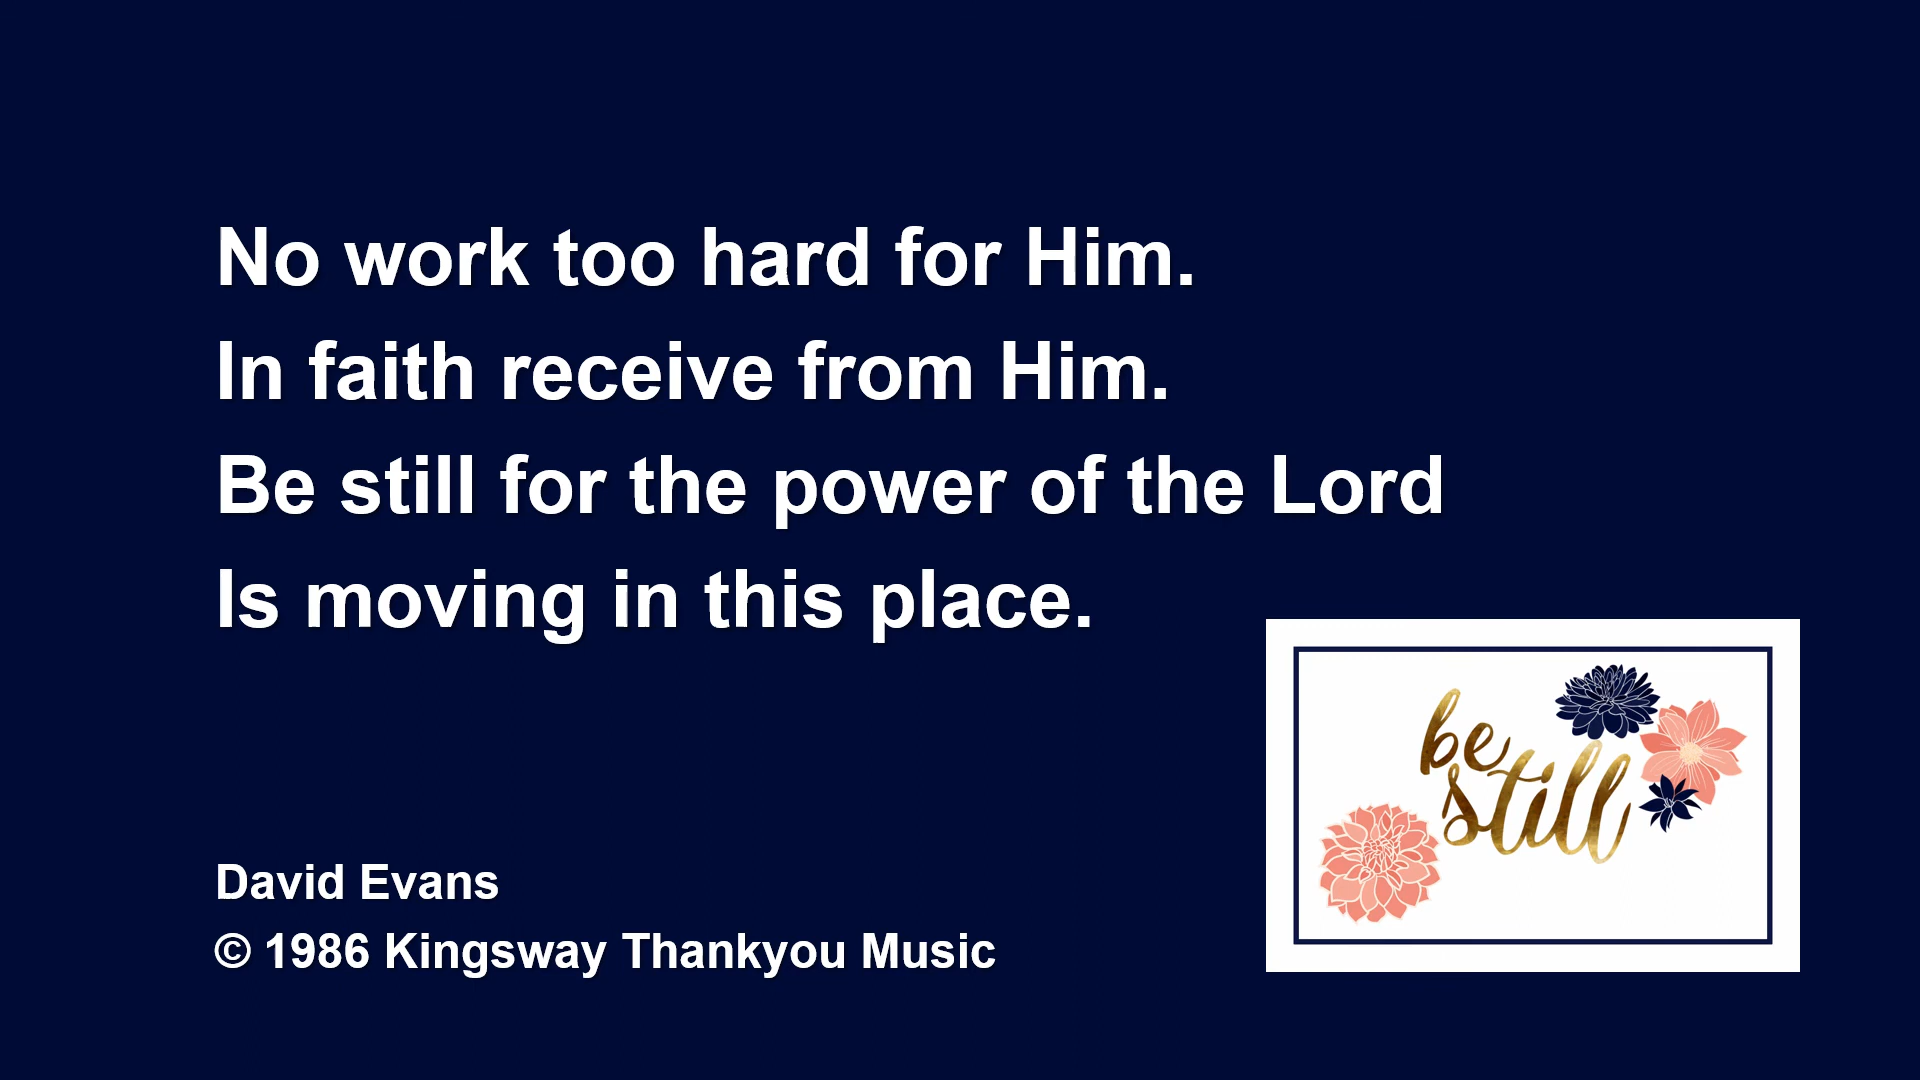 No work too hard for Him.
In faith receive from Him.
Be still for the power of the Lord
Is moving in this place.
be
still
David Evans
© 1986 Kingsway Thankyou Music